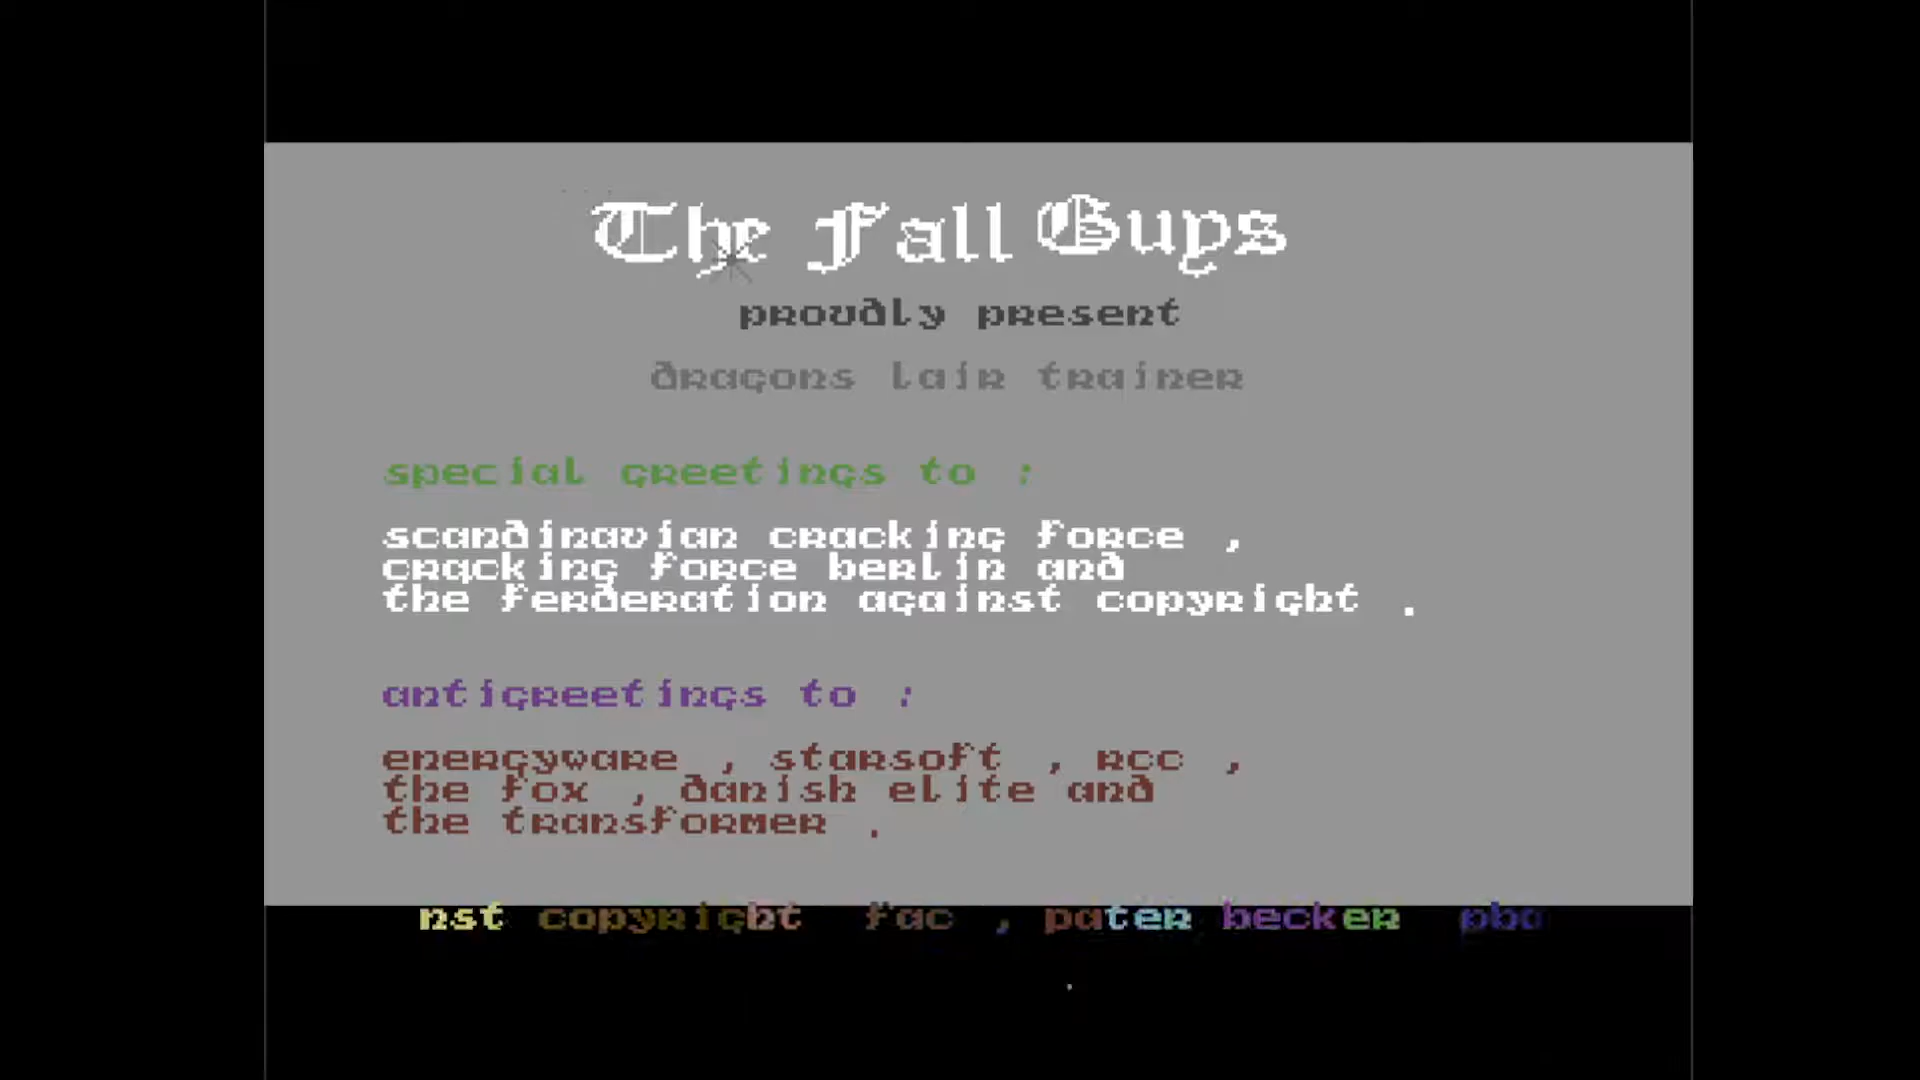 The Fall Guys
proudly present
dragons lair trainer
special greetings to :
scandinavian cracking force ,
cracking force berlin and
the ferderation against copyright .
antigreetings to :
energyware , starsoft , rcc ,
the fox , danish elite and
the transformer .
nst copyright fac , pater becker pba